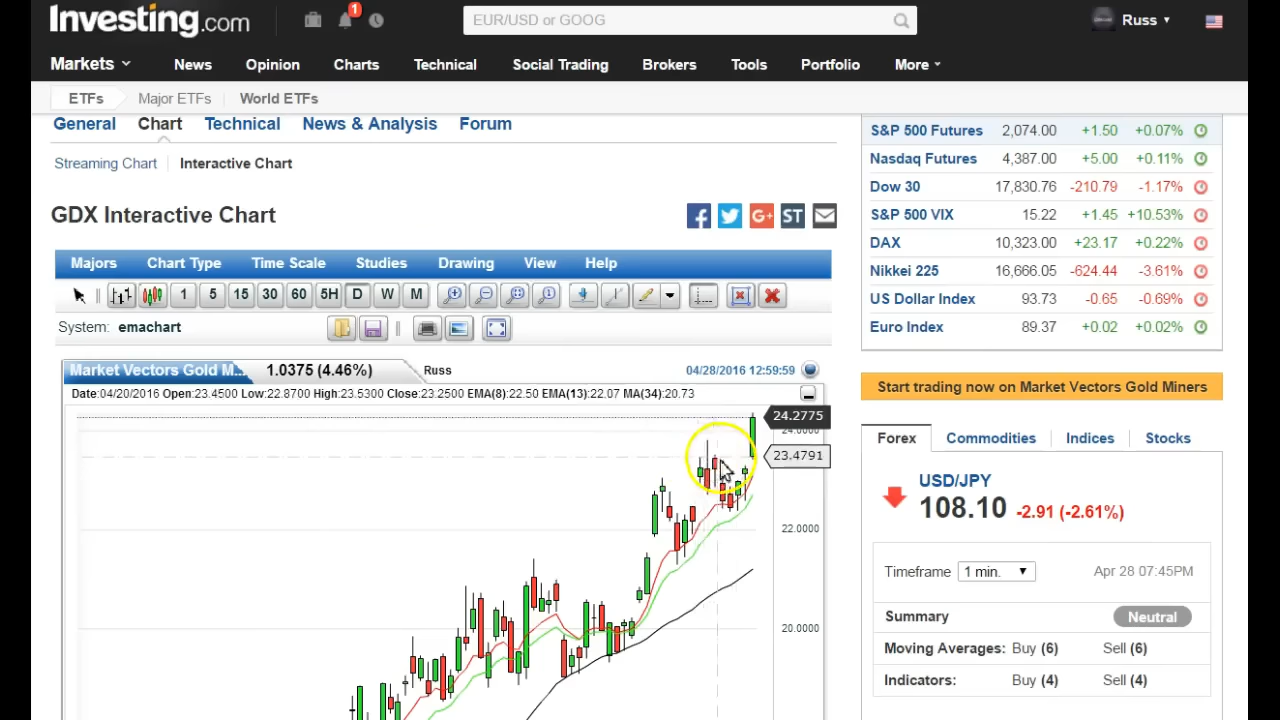 Investing.com
1
EUR/USD or GOOG
Russ
Markets
News
Opinion
Charts
Technical
Social Trading
Brokers
Tools
Portfolio
More
ETFs
Major ETFs
World ETFs
General
Chart
Technical
News & Analysis
Forum
Streaming Chart
Interactive Chart
GDX Interactive Chart
G+
ST
Majors
Chart Type
Time Scale
Studies
Drawing
View
Help
1
5
15
30
60
5H
D
W
M
System: emachart
Market Vectors Gold M...
1.0375 (4.46%)
Russ
04/28/2016 12:59:59
Date:04/20/2016 Open:23.4500 Low:22.8700 High:23.5300 Close:23.2500 EMA(8):22.50 EMA(13):22.07 MA(34):20.73
24.2775
24.0000
23.4791
22.0000
20.0000
S&P 500 Futures 2,074.00 +1.50 +0.07%
Nasdaq Futures 4,387.00 +5.00 +0.11%
Dow 30 17,830.76 -210.79 -1.17%
S&P 500 VIX 15.22 +1.45 +10.53%
DAX 10,323.00 +23.17 +0.22%
Nikkei 225 16,666.05 -624.44 -3.61%
US Dollar Index 93.73 -0.65 -0.69%
Euro Index 89.37 +0.02 +0.02%
Start trading now on Market Vectors Gold Miners
Forex
Commodities
Indices
Stocks
USD/JPY
108.10 -2.91 (-2.61%)
Timeframe 1 min. Apr 28 07:45PM
Summary Neutral
Moving Averages: Buy (6) Sell (6)
Indicators: Buy (4) Sell (4)